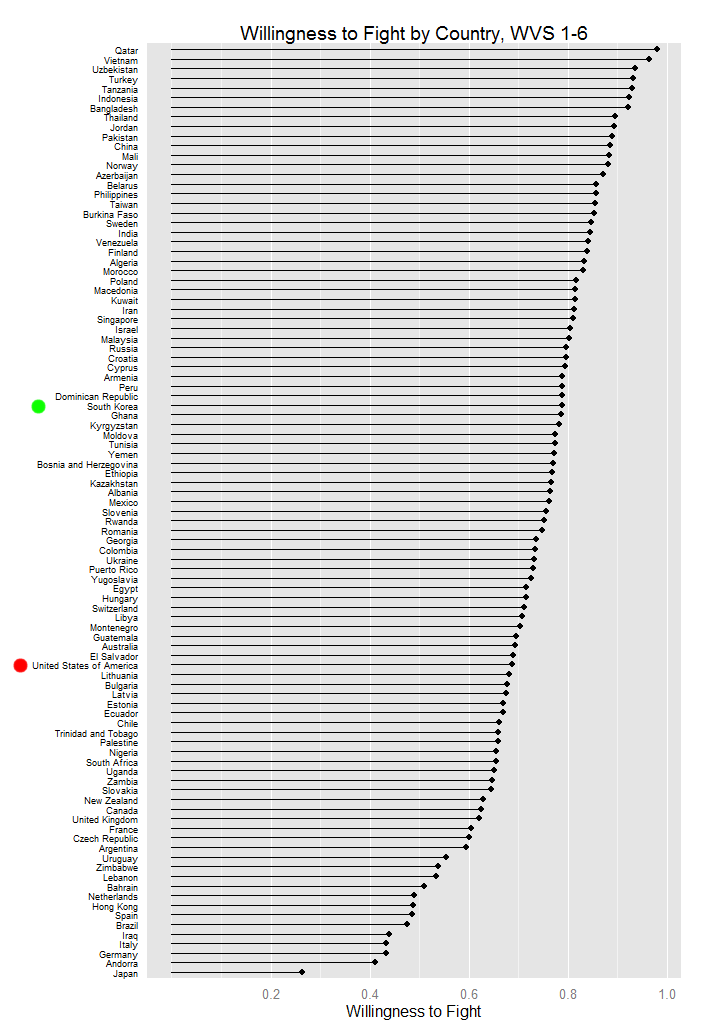 Willingness to Fight by Country, WVS 1-6
Qatar
Vietnam
Uzbekistan
Turkey
Tanzania
Indonesia
Bangladesh
Thailand
Jordan
Pakistan
China
Mali
Norway
Azerbaijan
Belarus
Philippines
Taiwan
Burkina Faso
Sweden
India
Venezuela
Finland
Algeria
Morocco
Poland
Macedonia
Kuwait
Iran
Singapore
Israel
Malaysia
Russia
Croatia
Cyprus
Armenia
Peru
Dominican Republic
South Korea
Ghana
Kyrgyzstan
Moldova
Tunisia
Yemen
Bosnia and Herzegovina
Ethiopia
Kazakhstan
Albania
Mexico
Slovenia
Rwanda
Romania
Georgia
Colombia
Ukraine
Puerto Rico
Yugoslavia
Egypt
Hungary
Switzerland
Libya
Montenegro
Guatemala
Australia
El Salvador
United States of America
Lithuania
Bulgaria
Latvia
Estonia
Ecuador
Chile
Trinidad and Tobago
Palestine
Nigeria
South Africa
Uganda
Zambia
Slovakia
New Zealand
Canada
United Kingdom
France
Czech Republic
Argentina
Uruguay
Zimbabwe
Lebanon
Bahrain
Netherlands
Hong Kong
Spain
Brazil
Iraq
Italy
Germany
Andorra
Japan
0.2 0.4 0.6 0.8 1.0
Willingness to Fight